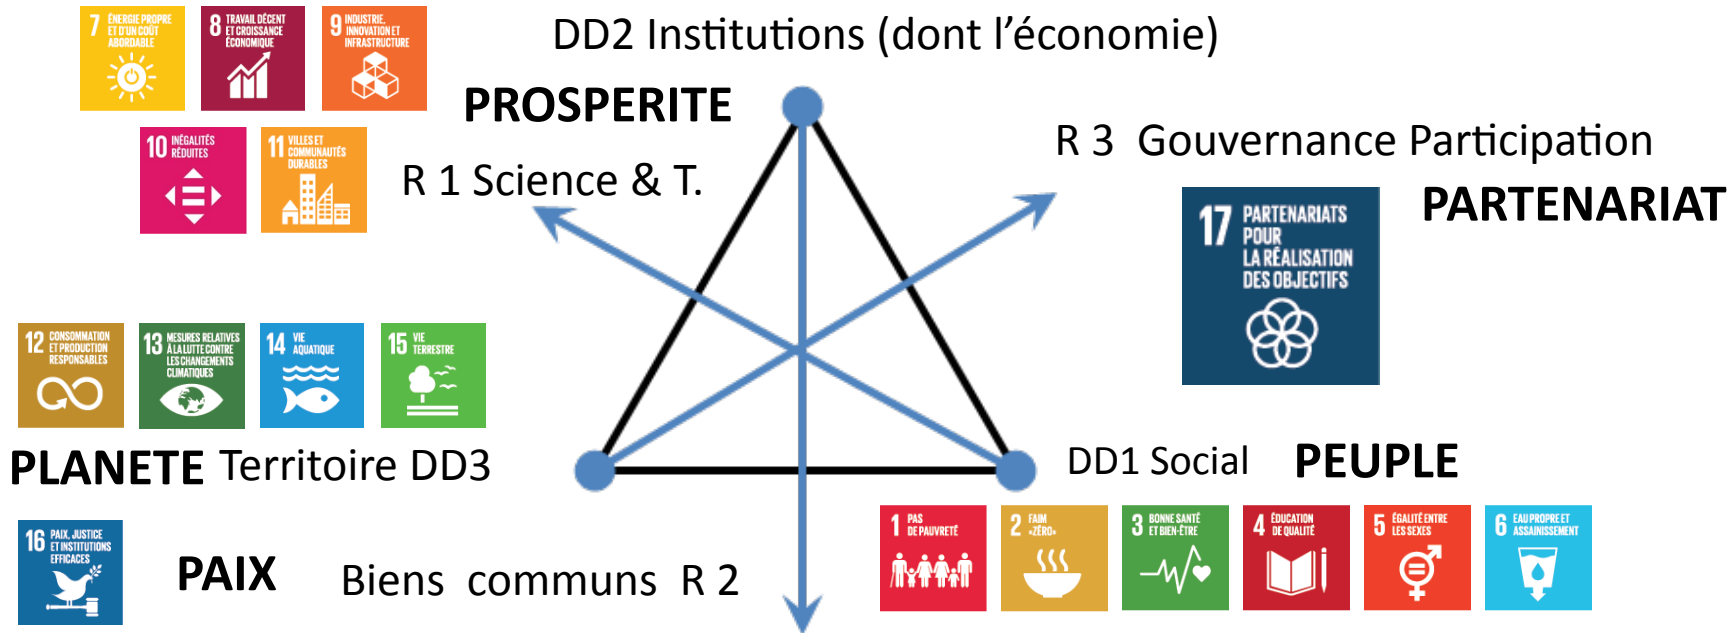 7 ÉNERGIE PROPRE
ET D'UN COÛT
ABORDABLE
8 TRAVAIL DÉCENT
ET CROISSANCE
ÉCONOMIQUE
9 INDUSTRIE,
INNOVATION ET
INFRASTRUCTURE
DD2 Institutions (dont l'économie)
PROSPERITE
10 INÉGALITÉS
RÉDUITES
11 VILLES ET
COMMUNAUTÉS
DURABLES
R 1 Science & T.
R 3 Gouvernance Participation
PARTENARIAT
17 PARTENARIATS
POUR
LA RÉALISATION
DES OBJECTIFS
12 CONSOMMATION
ET PRODUCTION
RESPONSABLES
13 MESURES RELATIVES
À LA LUTTE CONTRE
LES CHANGEMENTS
CLIMATIQUES
14 VIE
AQUATIQUE
15 VIE
TERRESTRE
PLANETE Territoire DD3
DD1 Social PEUPLE
16 PAIX, JUSTICE
ET INSTITUTIONS
EFFICACES
PAIX Biens communs R 2
1 PAS
DE PAUVRETÉ
2 FAIM
«ZÉRO»
3 BONNE SANTÉ
ET BIEN-ÊTRE
4 ÉDUCATION
DE QUALITÉ
5 ÉGALITÉ ENTRE
LES SEXES
6 EAU PROPRE ET
ASSAINISSEMENT